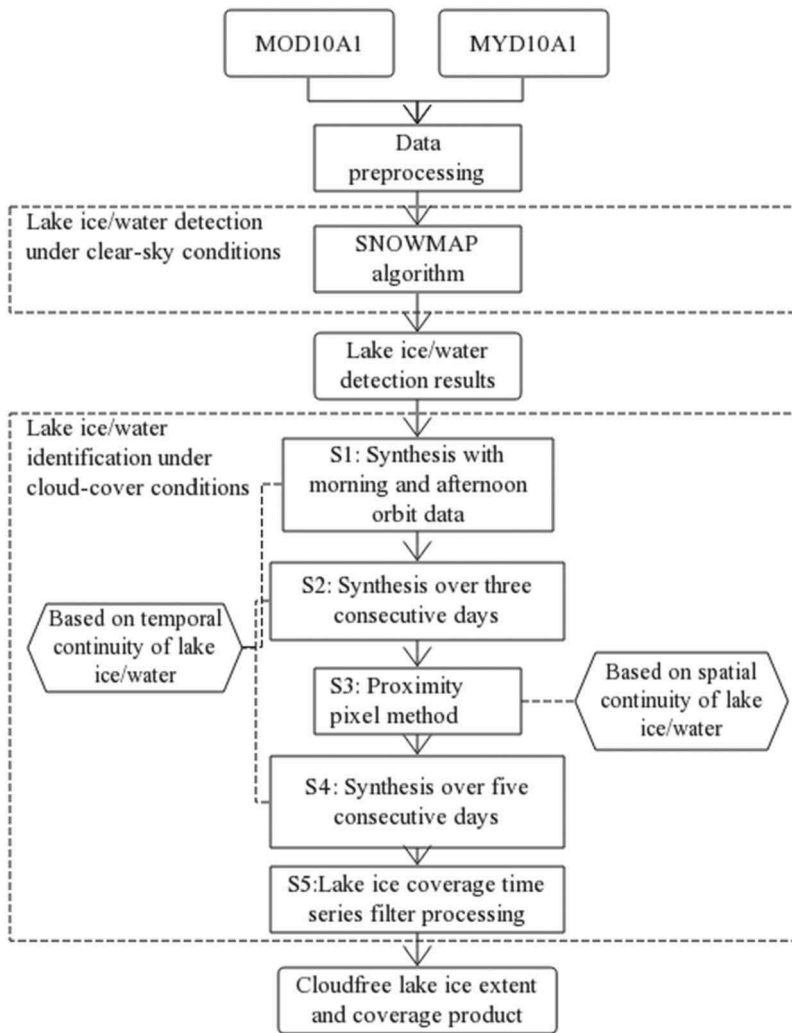 MOD10A1
MYD10A1
Data
preprocessing
Lake ice/water detection
under clear-sky conditions
SNOWMAP
algorithm
Lake ice/water
detection results
Lake ice/water
identification under
cloud-cover conditions
S1: Synthesis with
morning and afternoon
orbit data
S2: Synthesis over three
consecutive days
Based on temporal
continuity of lake
ice/water
S3: Proximity
pixel method
Based on spatial
continuity of lake
ice/water
S4: Synthesis over five
consecutive days
S5:Lake ice coverage time
series filter processing
Cloudfree lake ice extent
and coverage product